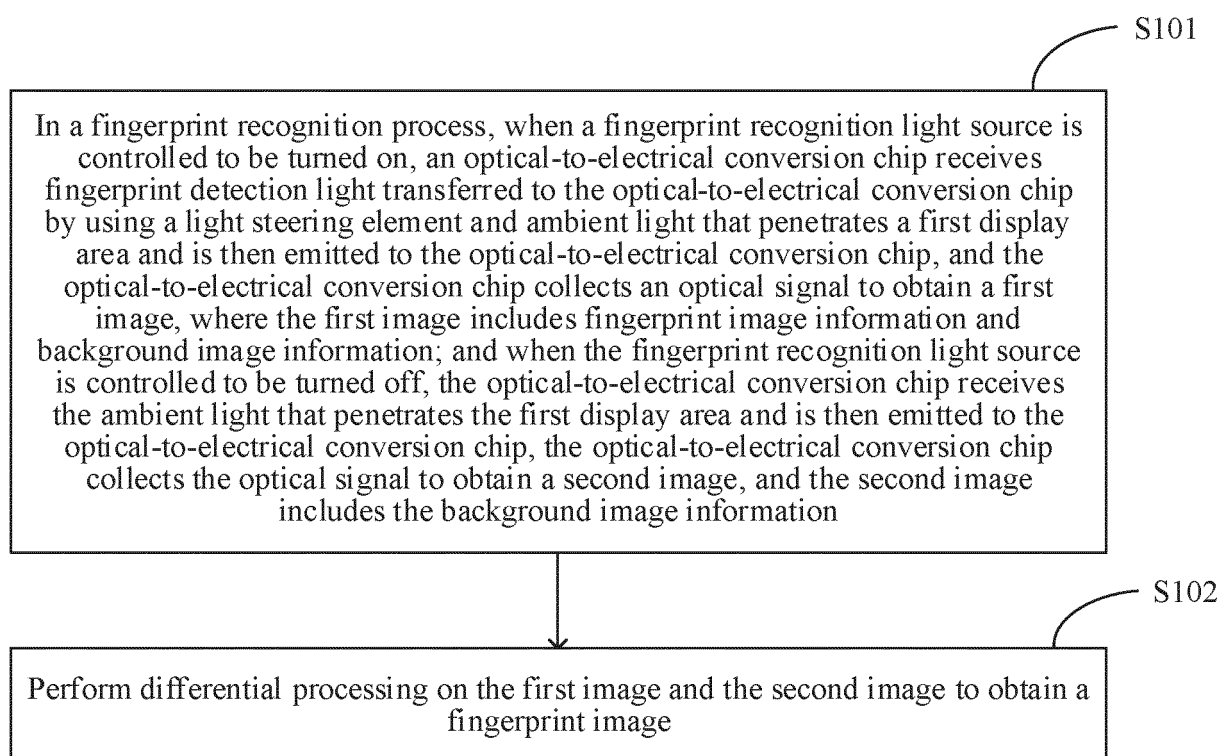 S101
In a fingerprint recognition process, when a fingerprint recognition light source is
controlled to be turned on, an optical-to-electrical conversion chip receives
fingerprint detection light transferred to the optical-to-electrical conversion chip
by using a light steering element and ambient light that penetrates a first display
area and is then emitted to the optical-to-electrical conversion chip, and the
optical-to-electrical conversion chip collects an optical signal to obtain a first
image, where the first image includes fingerprint image information and
background image information; and when the fingerprint recognition light source
is controlled to be turned off, the optical-to-electrical conversion chip receives
the ambient light that penetrates the first display area and is then emitted to the
optical-to-electrical conversion chip, the optical-to-electrical conversion chip
collects the optical signal to obtain a second image, and the second image
includes the background image information
S102
Perform differential processing on the first image and the second image to obtain a
fingerprint image